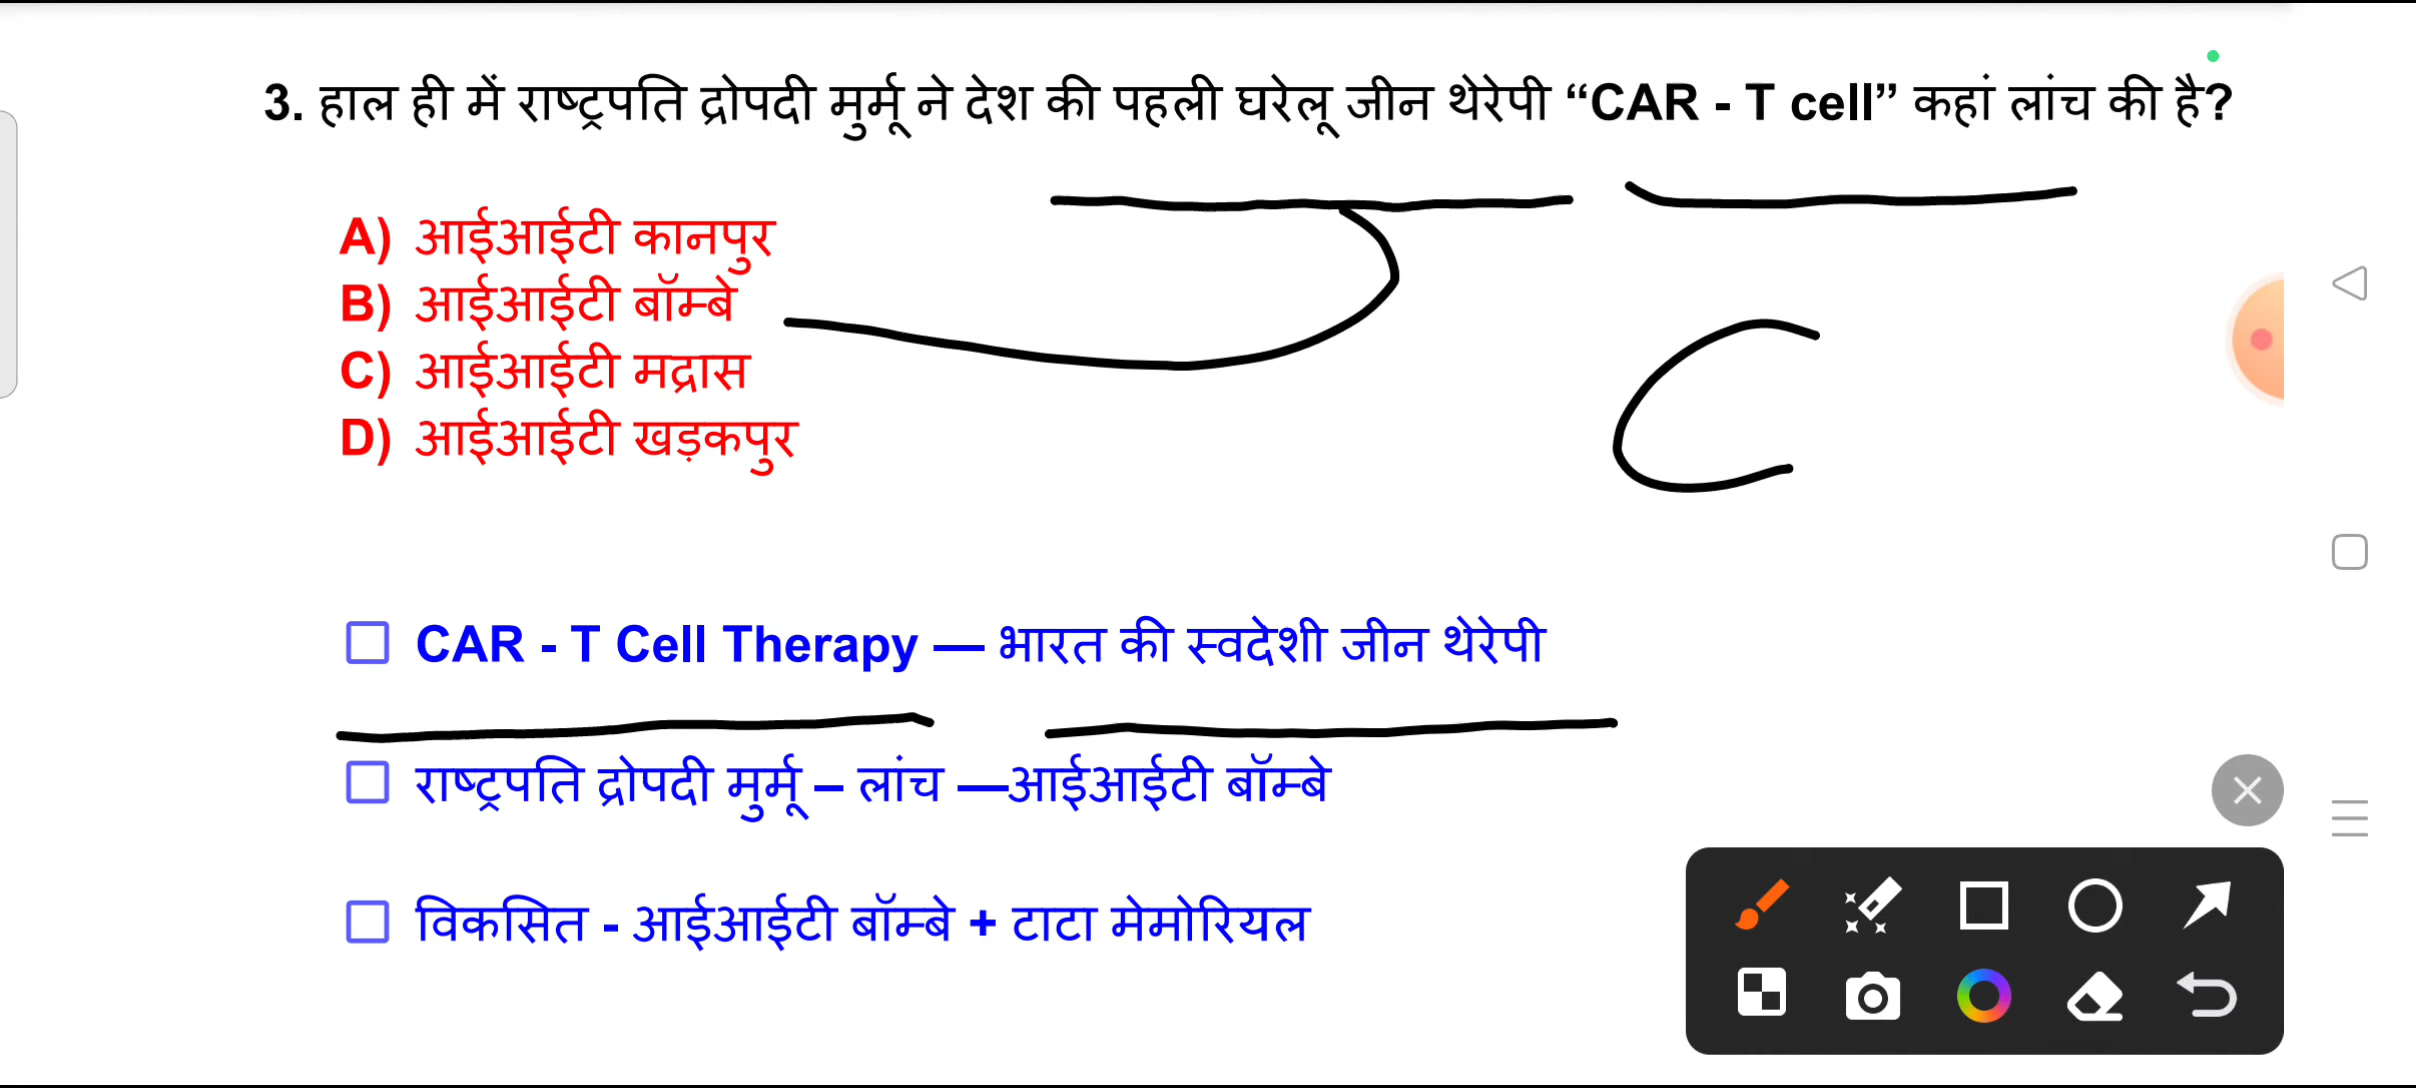 3. हाल ही में राष्ट्रपति द्रोपदी मुर्मू ने देश की पहली घरेलू जीन थेरेपी “CAR - T cell” कहां लांच की है?
A) आईआईटी कानपुर
B) आईआईटी बॉम्बे
C) आईआईटी मद्रास
D) आईआईटी खड़कपुर
C
CAR - T Cell Therapy — भारत की स्वदेशी जीन थेरेपी
राष्ट्रपति द्रोपदी मुर्मू – लांच —आईआईटी बॉम्बे
विकसित - आईआईटी बॉम्बे + टाटा मेमोरियल